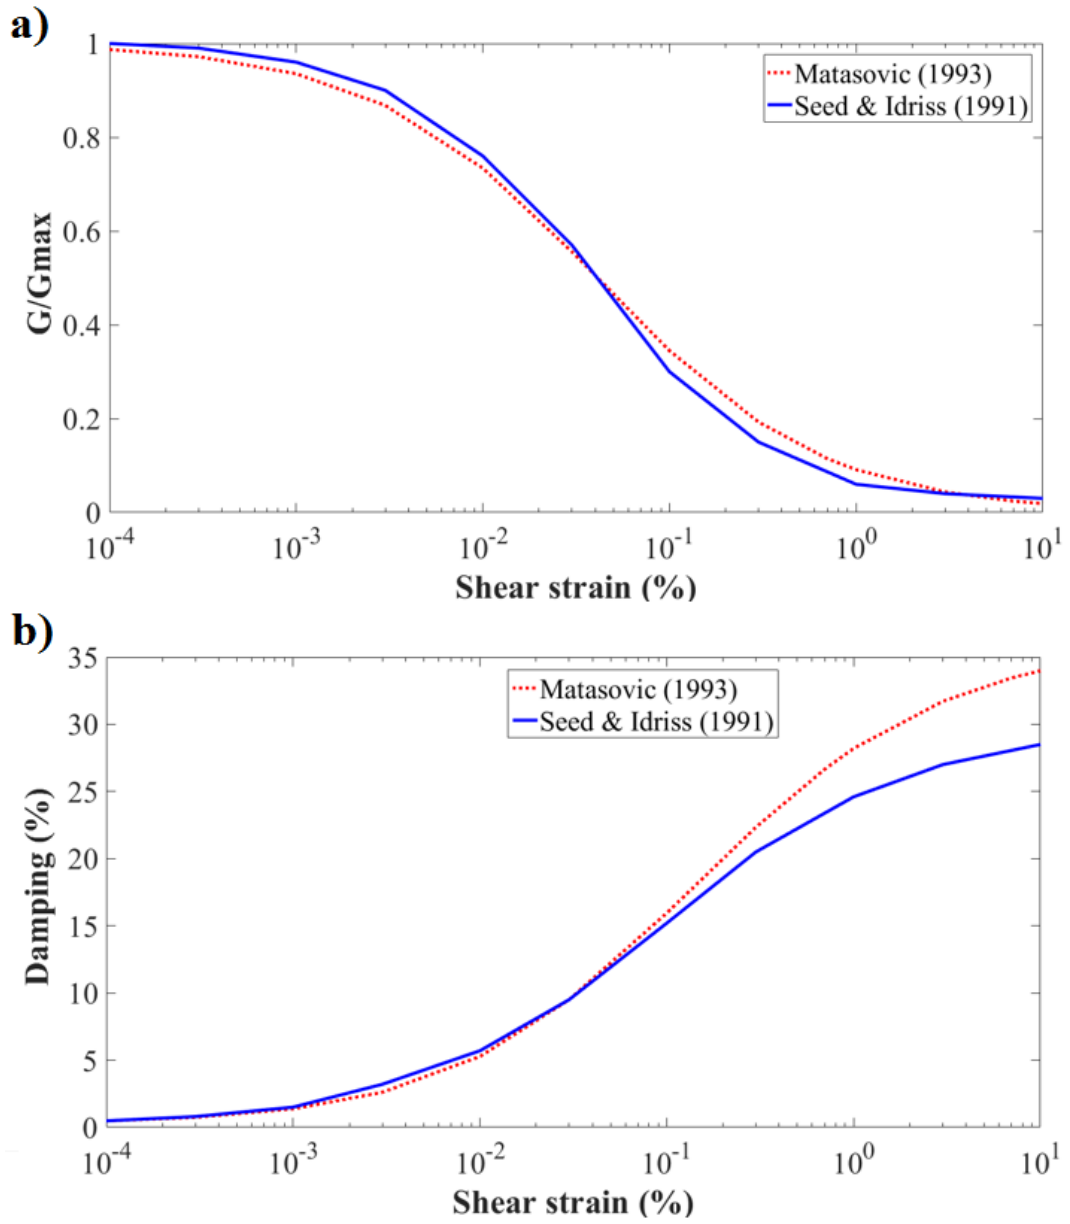 a)
1
0.8
0.6
0.4
0.2
0
G/Gmax
Matasovic (1993)
Seed & Idriss (1991)
10-4 10-3 10-2 10-1 100 101
Shear strain (%)
b)
35
30
25
20
15
10
5
0
Damping (%)
Matasovic (1993)
Seed & Idriss (1991)
10-4 10-3 10-2 10-1 100 101
Shear strain (%)